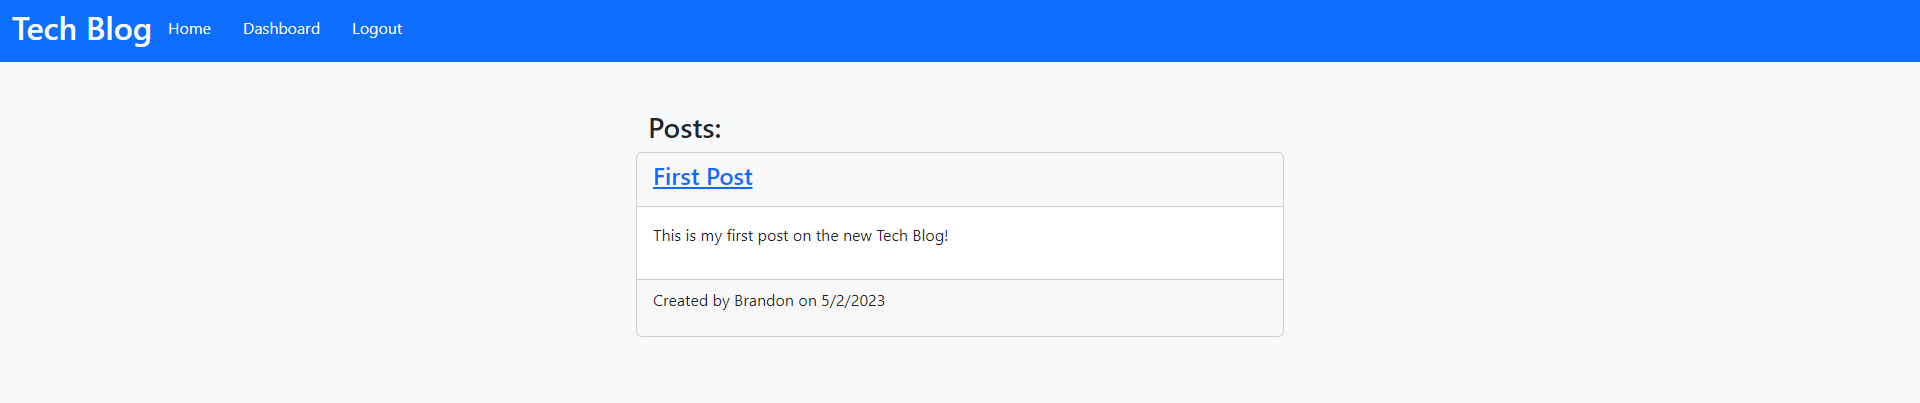 Tech Blog Home Dashboard Logout
Posts:
First Post
This is my first post on the new Tech Blog!
Created by Brandon on 5/2/2023